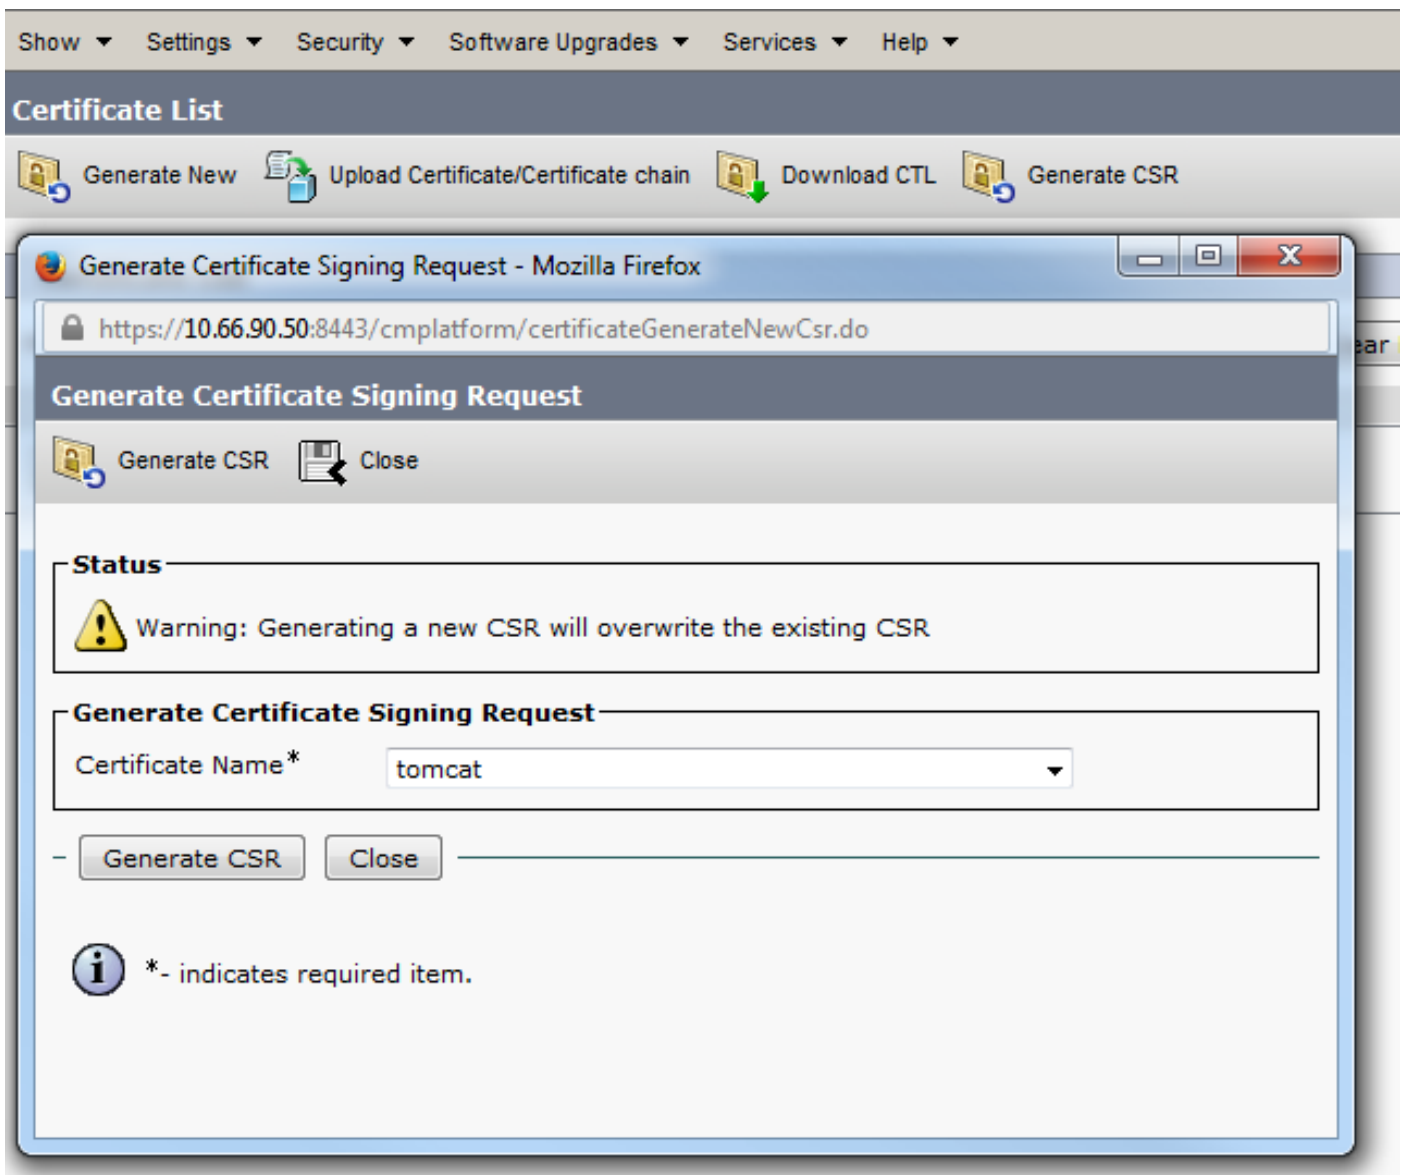 Show Settings Security Software Upgrades Services Help
Certificate List
Generate New Upload Certificate/Certificate chain Download CTL Generate CSR
Generate Certificate Signing Request - Mozilla Firefox
https://10.66.90.50:8443/cmplatform/certificateGenerateNewCsr.do
ear
Generate Certificate Signing Request
Generate CSR Close
Status
Warning: Generating a new CSR will overwrite the existing CSR
Generate Certificate Signing Request
Certificate Name* tomcat
Generate CSR Close
*- indicates required item.